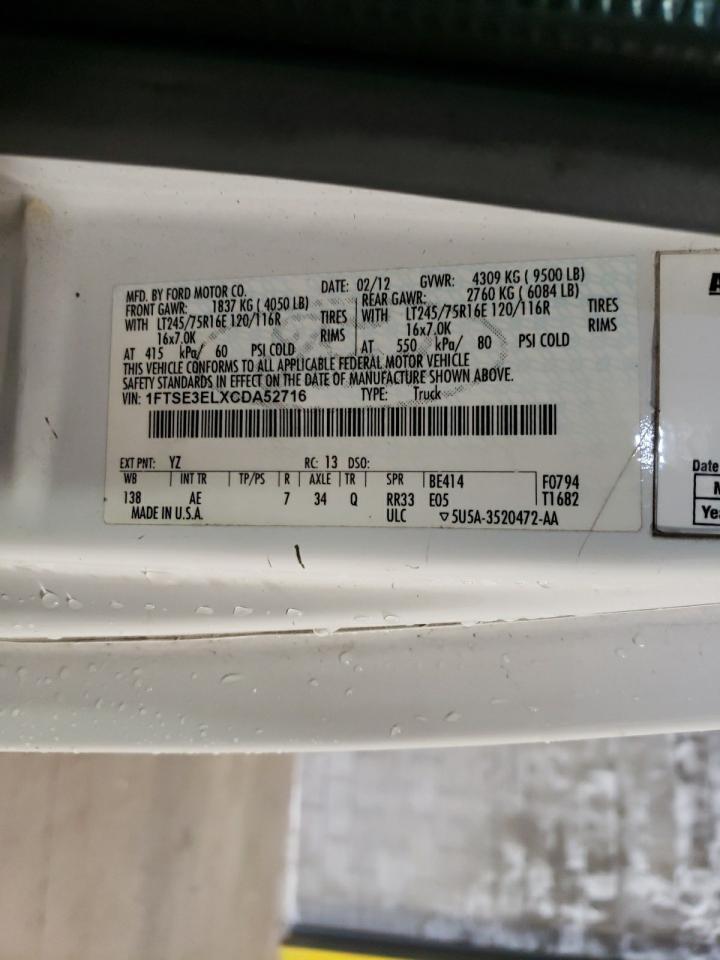 MFD. BY FORD MOTOR CO. DATE: 02/12 GVWR: 4309 KG ( 9500 LB)
FRONT GAWR: 1837 KG ( 4050 LB) REAR GAWR: 2760 KG ( 6084 LB)
WITH LT245/75R16E 120/116R TIRES WITH LT245/75R16E 120/116R TIRES
16x7.0K RIMS 16x7.0K RIMS
AT 415 kPa/ 60 PSI COLD AT 550 kPa/ 80 PSI COLD
THIS VEHICLE CONFORMS TO ALL APPLICABLE FEDERAL MOTOR VEHICLE
SAFETY STANDARDS IN EFFECT ON THE DATE OF MANUFACTURE SHOWN ABOVE.
VIN: 1FTSE3ELXCDA52716 TYPE: Truck
EXT PNT: YZ RC: 13 DSO:
WB INT TR TP/PS R AXLE TR SPR BE414 F0794
138 AE 7 34 Q RR33 E05 T1682
MADE IN U.S.A. ULC ▽5U5A-3520472-AA
Date